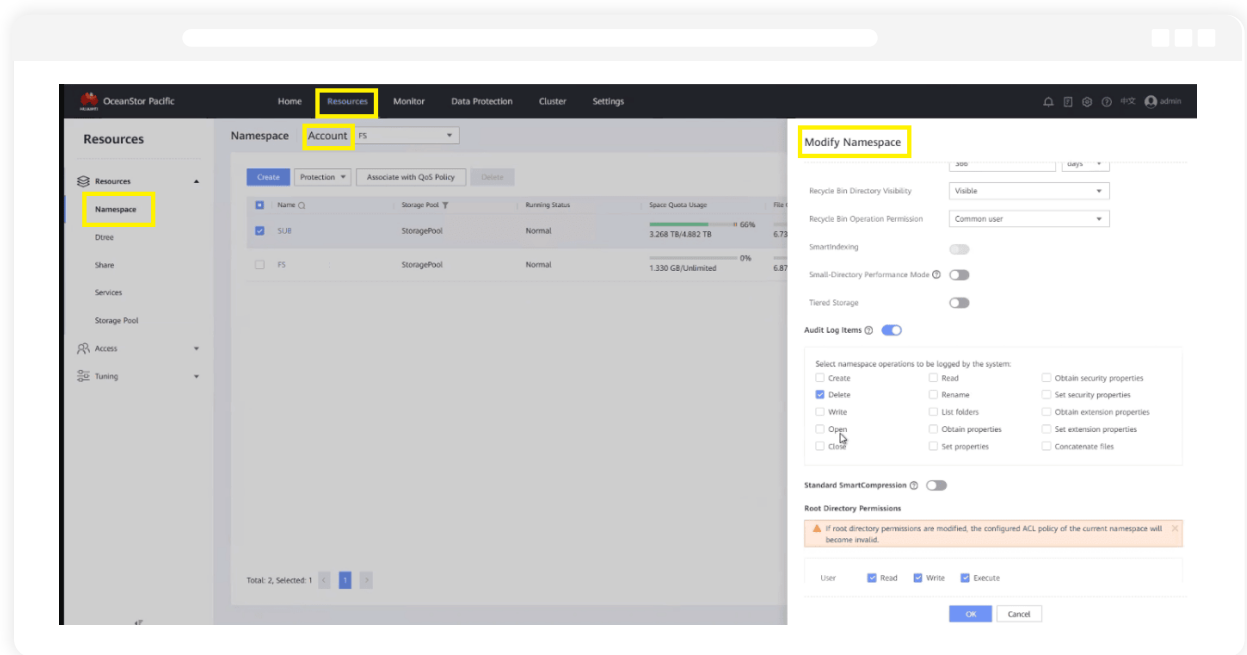 OceanStor Pacific
HUAWEI
Home Resources Monitor Data Protection Cluster Settings
中文 admin
Resources
Resources
Namespace
Dtree
Share
Services
Storage Pool
Access
Tuning
Namespace Account FS
Create Protection Associate with QoS Policy Delete
Name Storage Pool Running Status Space Quota Usage File
SUB StoragePool Normal 66% 3.268 TB/4.882 TB 6.73
FS StoragePool Normal 0% 1.330 GB/Unlimited 6.87
Total: 2, Selected: 1 < 1 >
Modify Namespace
366 days
Recycle Bin Directory Visibility Visible
Recycle Bin Operation Permission Common user
SmartIndexing
Small-Directory Performance Mode
Tiered Storage
Audit Log Items
Select namespace operations to be logged by the system:
Create Read Obtain security properties
Delete Rename Set security properties
Write List folders Obtain extension properties
Open Obtain properties Set extension properties
Close Set properties Concatenate files
Standard SmartCompression
Root Directory Permissions
If root directory permissions are modified, the configured ACL policy of the current namespace will
become invalid.
User Read Write Execute
OK Cancel